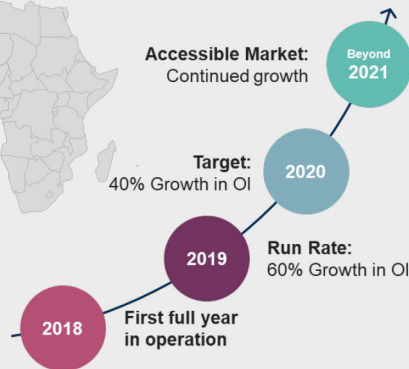 Accessible Market:
Continued growth
Beyond
2021
Target:
40% Growth in OI
2020
2019
Run Rate:
60% Growth in OI
2018
First full year
in operation